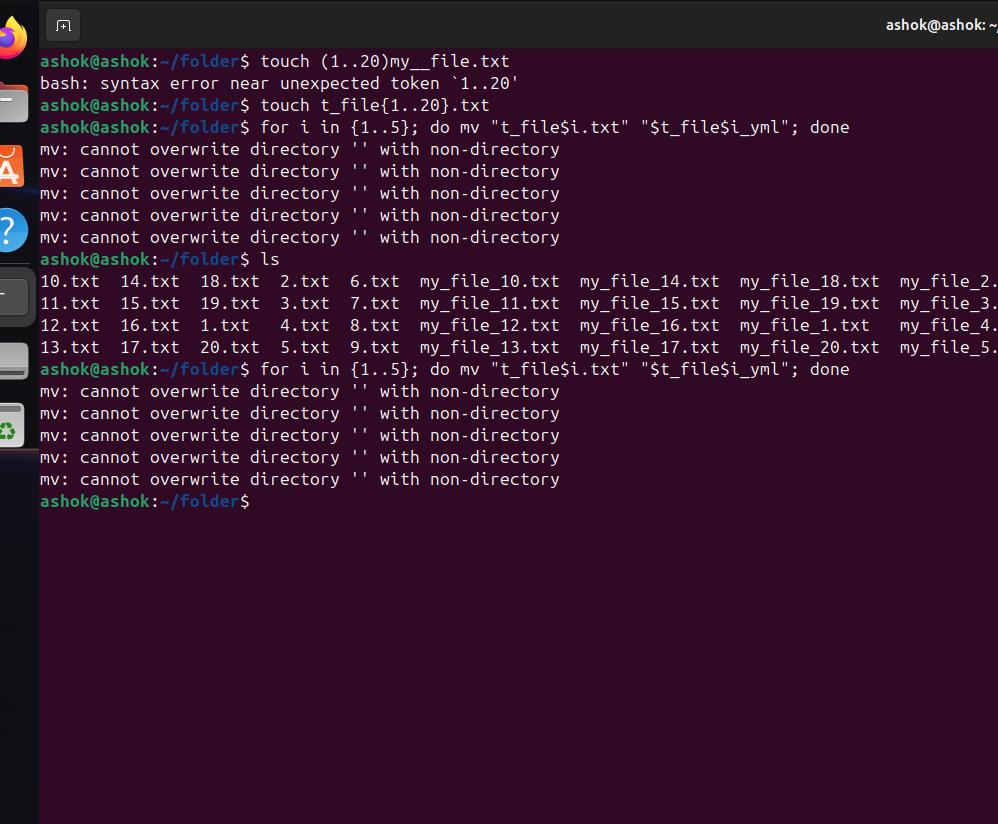 ashok@ashok: ~/
ashok@ashok:~/folder$ touch (1..20)my__file.txt
bash: syntax error near unexpected token `1..20'
ashok@ashok:~/folder$ touch t_file{1..20}.txt
ashok@ashok:~/folder$ for i in {1..5}; do mv "t_file$i.txt" "$t_file$i_yml"; done
mv: cannot overwrite directory '' with non-directory
mv: cannot overwrite directory '' with non-directory
mv: cannot overwrite directory '' with non-directory
mv: cannot overwrite directory '' with non-directory
mv: cannot overwrite directory '' with non-directory
ashok@ashok:~/folder$ ls
10.txt 14.txt 18.txt 2.txt 6.txt my_file_10.txt my_file_14.txt my_file_18.txt my_file_2.
11.txt 15.txt 19.txt 3.txt 7.txt my_file_11.txt my_file_15.txt my_file_19.txt my_file_3.
12.txt 16.txt 1.txt 4.txt 8.txt my_file_12.txt my_file_16.txt my_file_1.txt my_file_4.
13.txt 17.txt 20.txt 5.txt 9.txt my_file_13.txt my_file_17.txt my_file_20.txt my_file_5.
ashok@ashok:~/folder$ for i in {1..5}; do mv "t_file$i.txt" "$t_file$i_yml"; done
mv: cannot overwrite directory '' with non-directory
mv: cannot overwrite directory '' with non-directory
mv: cannot overwrite directory '' with non-directory
mv: cannot overwrite directory '' with non-directory
mv: cannot overwrite directory '' with non-directory
ashok@ashok:~/folder$